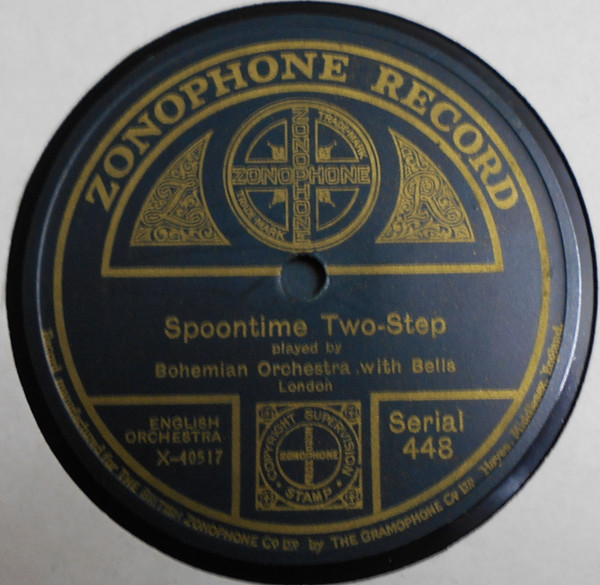 ZONOPHONE RECORD
TRADE MARK
ZONOPHONE
ZONOPHONE
TRADE-MARK
Z
R
Spoontime Two-Step
played by
Bohemian Orchestra with Bells
London
ENGLISH
ORCHESTRA
X-40517
COPYRIGHT SUPERVISION
ZONOPHONE
STAMP
Serial
448
Record manufactured for THE BRITISH ZONOPHONE Co LTD by THE GRAMOPHONE Co LTD Hayes, Middlesex, England.